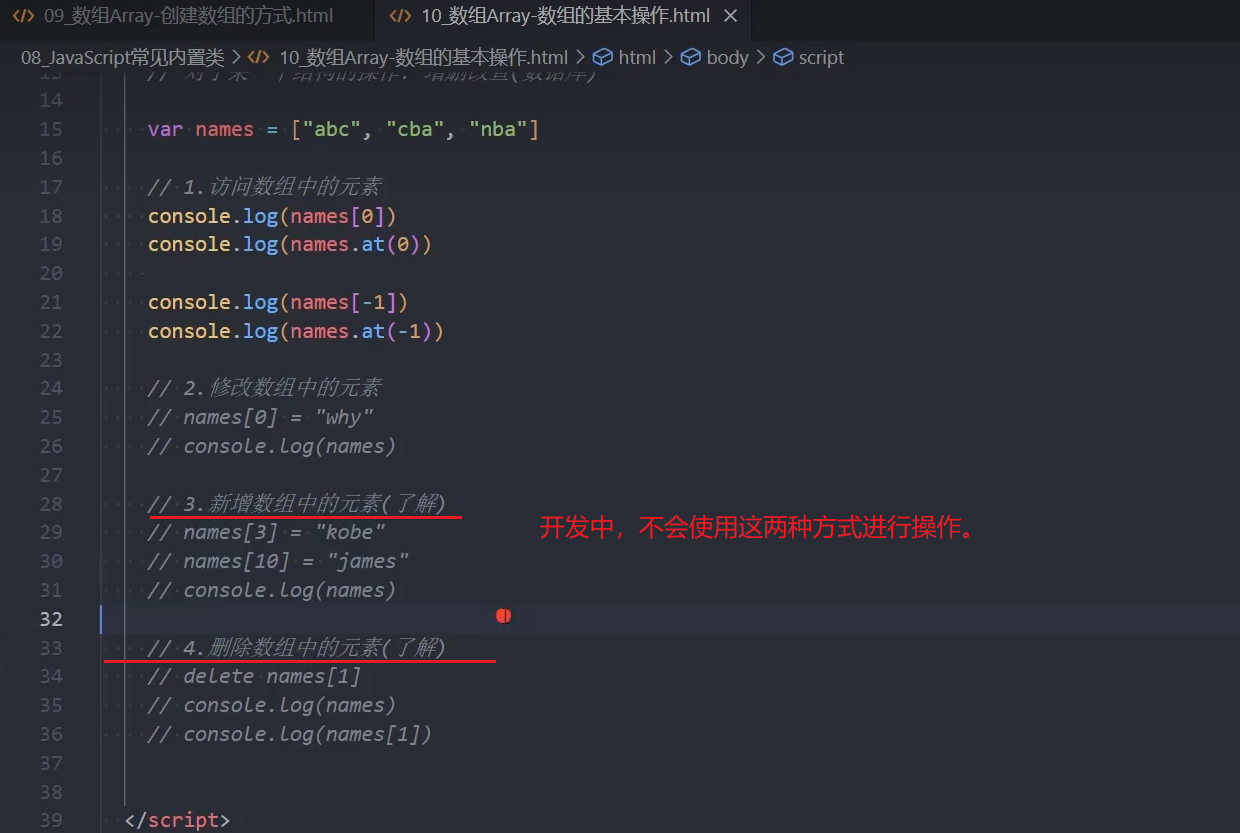 09_数组Array-创建数组的方式.html
10_数组Array-数组的基本操作.html
08_JavaScript常见内置类 > 10_数组Array-数组的基本操作.html > html > body > script
14
15 var names = ["abc", "cba", "nba"]
16
17 // 1.访问数组中的元素
18 console.log(names[0])
19 console.log(names.at(0))
20
21 console.log(names[-1])
22 console.log(names.at(-1))
23
24 // 2.修改数组中的元素
25 // names[0] = "why"
26 // console.log(names)
27
28 // 3.新增数组中的元素(了解)
29 // names[3] = "kobe"
30 // names[10] = "james"
31 // console.log(names)
开发中，不会使用这两种方式进行操作。
32
33 // 4.删除数组中的元素(了解)
34 // delete names[1]
35 // console.log(names)
36 // console.log(names[1])
37
38
39 </script>